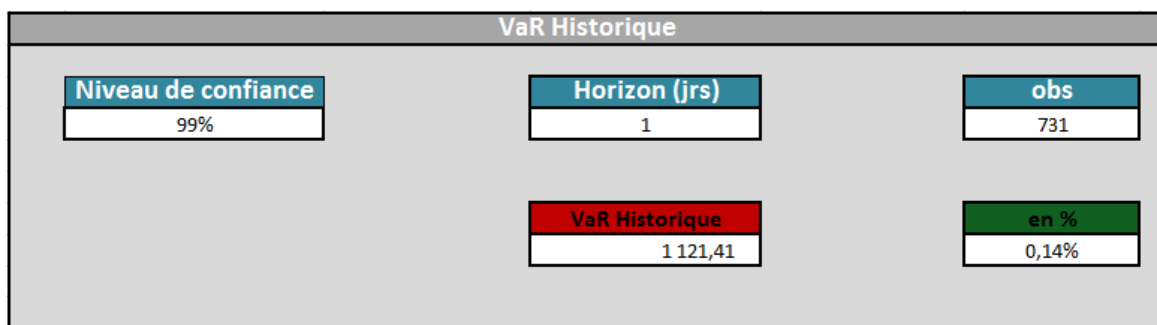 VaR Historique
Niveau de confiance Horizon (jrs) obs
99% 1 731
VaR Historique en %
1 121,41 0,14%